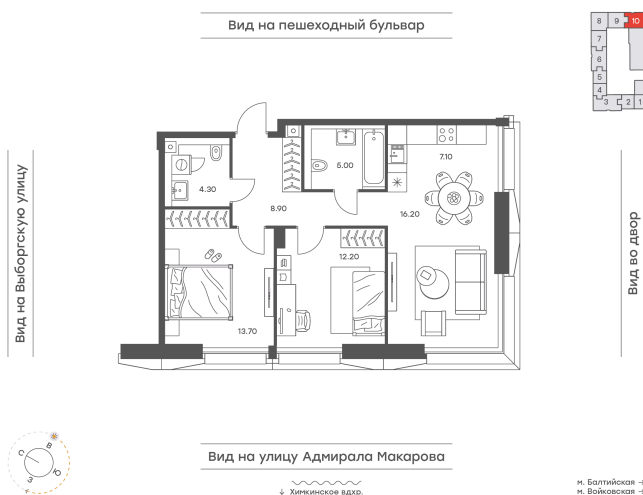 Вид на пешеходный бульвар
8 9 10
7
6
5
4
3 2 1
Вид на Выборгскую улицу
Вид во двор
4.30
5.00
7.10
8.90
16.20
12.20
13.70
С В
З Ю
Вид на улицу Адмирала Макарова
↓ Химкинское вдхр.
м. Балтийская
м. Войковская